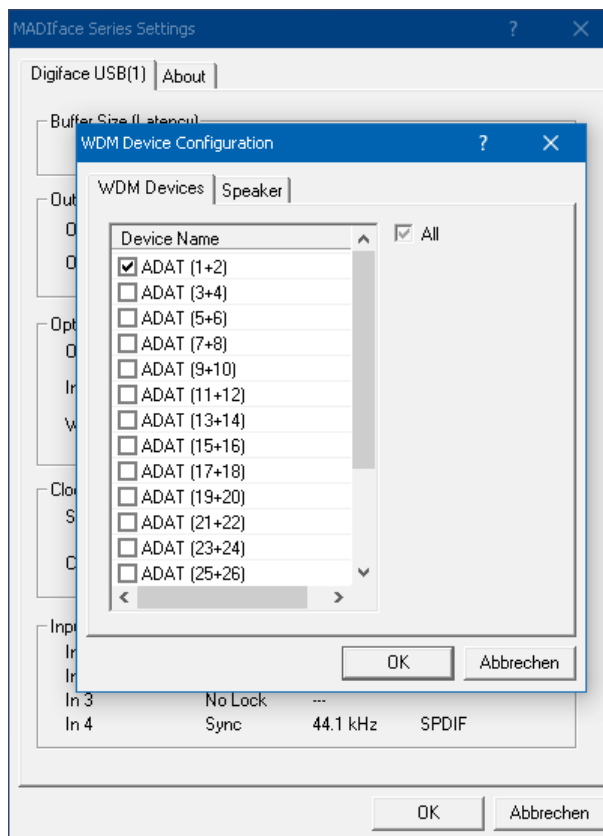 MADIface Series Settings ?
Digiface USB(1) About
Buffer Size (Latency)
WDM Device Configuration ?
WDM Devices Speaker
Device Name
All
ADAT (1+2)
ADAT (3+4)
ADAT (5+6)
ADAT (7+8)
ADAT (9+10)
ADAT (11+12)
ADAT (13+14)
ADAT (15+16)
ADAT (17+18)
ADAT (19+20)
ADAT (21+22)
ADAT (23+24)
ADAT (25+26)
OK Abbrechen
In 3 No Lock ---
In 4 Sync 44.1 kHz SPDIF
OK Abbrechen